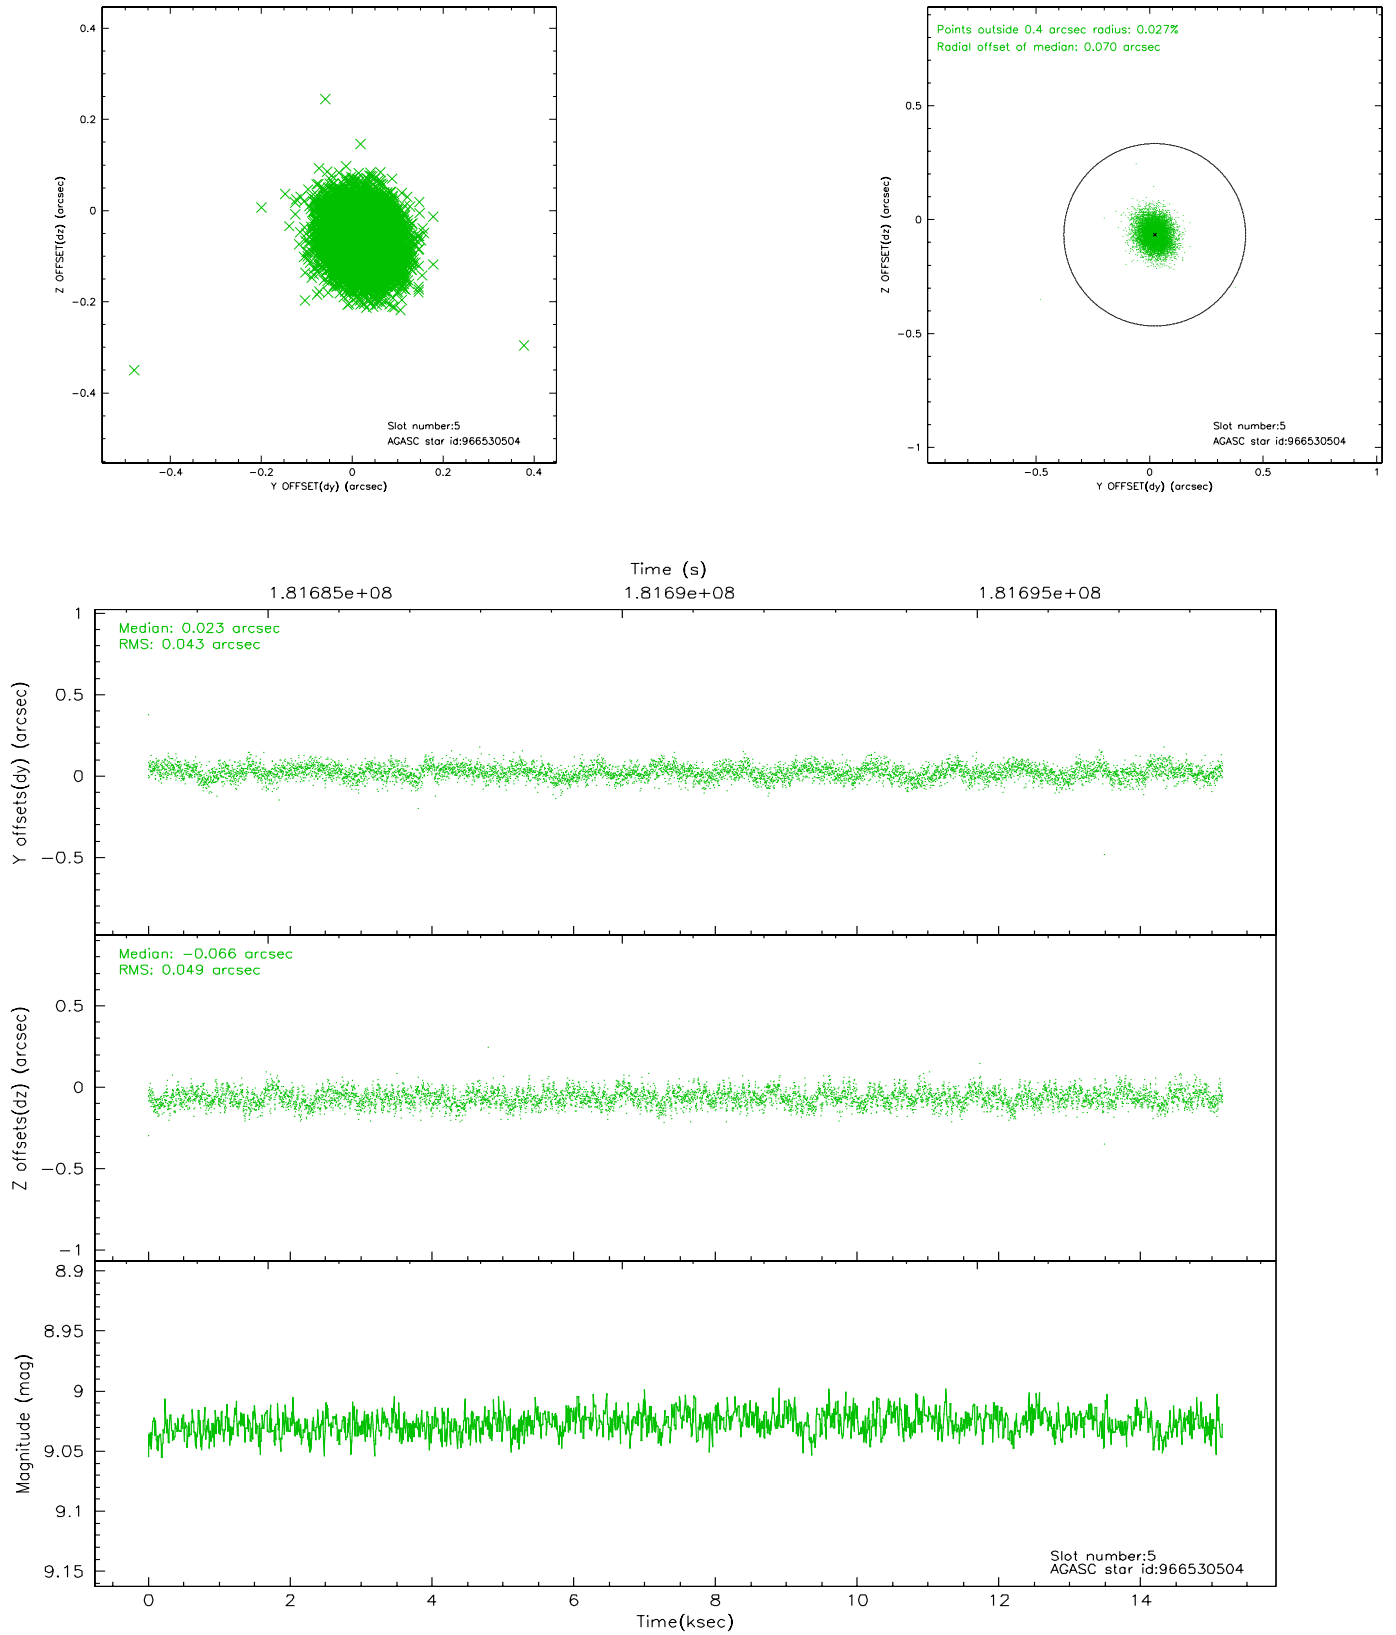 0.4
0.2
0
−0.2
−0.4
Z OFFSET(dz) (arcsec)
−0.4
−0.2
0
0.2
0.4
Y OFFSET(dy) (arcsec)
Slot number:5
AGASC star id:966530504
Points outside 0.4 arcsec radius: 0.027%
Radial offset of median: 0.070 arcsec
0.5
0
−0.5
−1
Z OFFSET(dz) (arcsec)
−0.5
0
0.5
1
Y OFFSET(dy) (arcsec)
Slot number:5
AGASC star id:966530504
Time (s)
1.81685e+08
1.8169e+08
1.81695e+08
Median: 0.023 arcsec
RMS: 0.043 arcsec
1
0.5
0
−0.5
Y offsets(dy) (arcsec)
Median: −0.066 arcsec
RMS: 0.049 arcsec
0.5
0
−0.5
−1
Z offsets(dz) (arcsec)
8.9
8.95
9
9.05
9.1
9.15
Magnitude (mag)
Slot number:5
AGASC star id:966530504
0
2
4
6
8
10
12
14
Time(ksec)